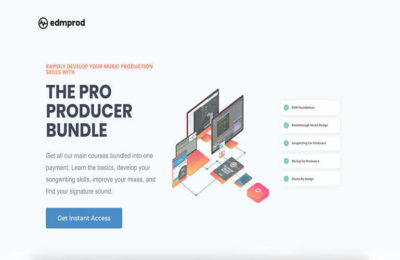 edmprod
RAPIDLY DEVELOP YOUR MUSIC PRODUCTION
SKILLS WITH
THE PRO
PRODUCER
BUNDLE
Get all our main courses bundled into one
payment. Learn the basics, develop your
songwriting skills, improve your mixes, and
find your signature sound.
Get Instant Access
EDM Foundations
Breakthrough Sound Design
Songwriting For Producers
Mixing For Producers
Drums By Design